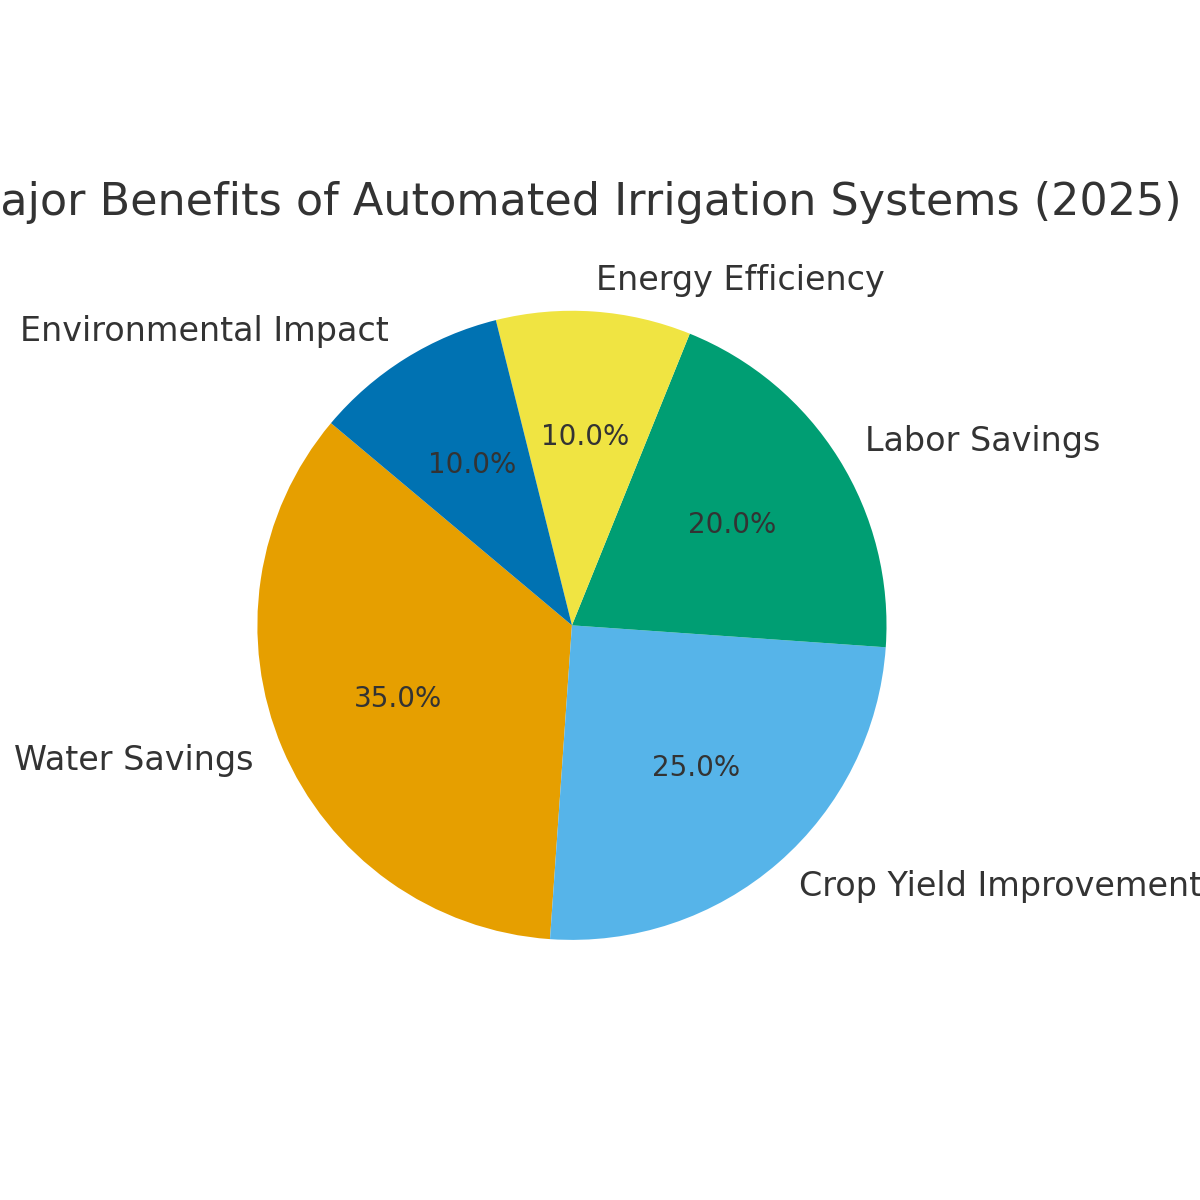 ajor Benefits of Automated Irrigation Systems (2025)
Energy Efficiency
Environmental Impact
Labor Savings
10.0%
10.0%
20.0%
35.0%
Water Savings
25.0%
Crop Yield Improvement